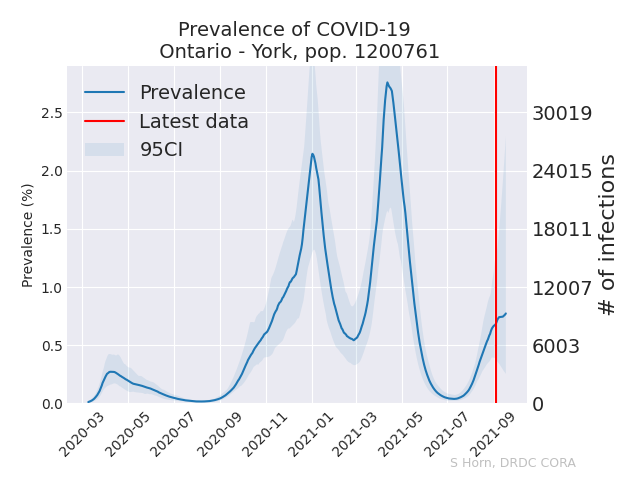 Prevalence of COVID-19
Ontario - York, pop. 1200761
Prevalence
Latest data
95CI
Prevalence (%)
2.5
2.0
1.5
1.0
0.5
0.0
30019
24015
18011
12007
6003
0
# of infections
2020-03
2020-05
2020-07
2020-09
2020-11
2021-01
2021-03
2021-05
2021-07
2021-09
S Horn, DRDC CORA